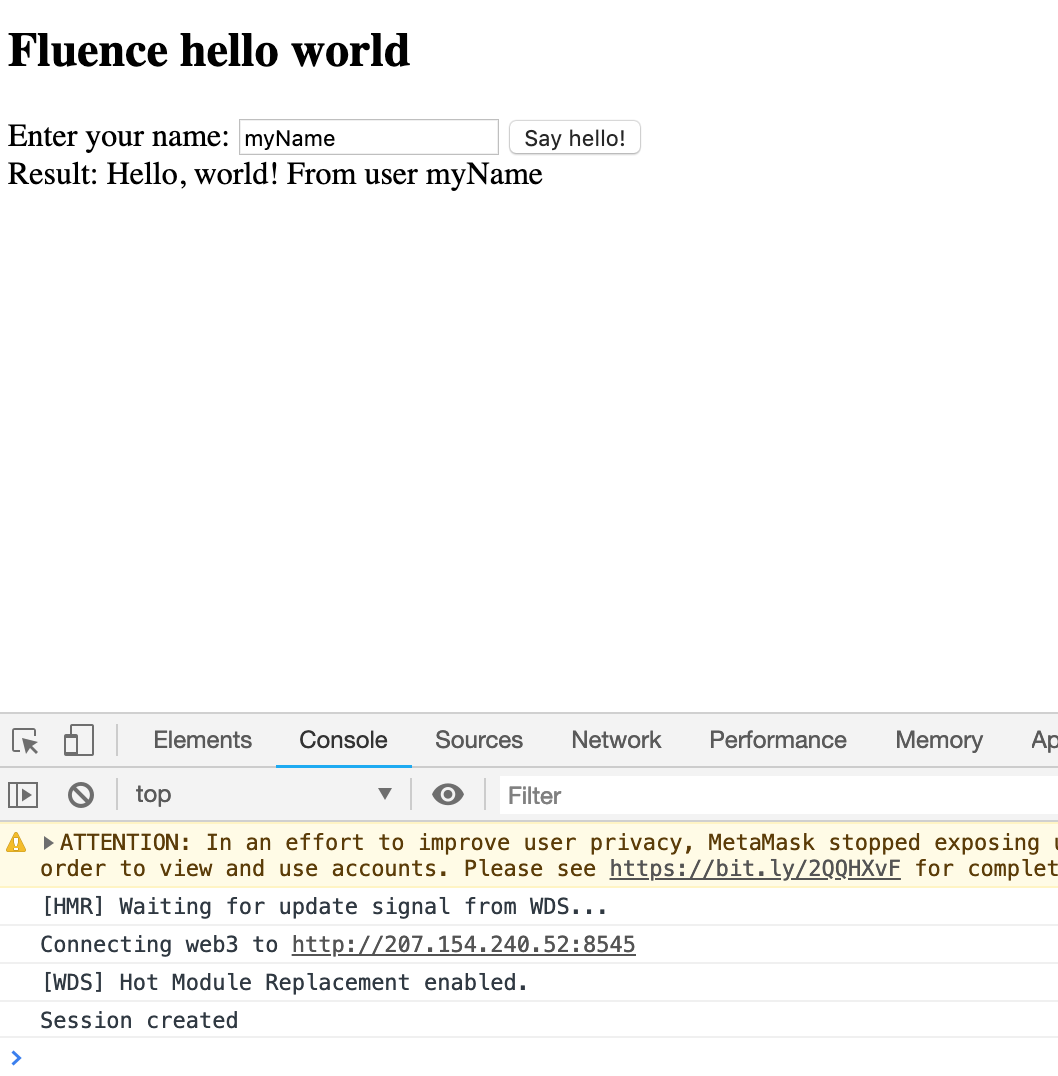 Fluence hello world
Enter your name: myName Say hello!
Result: Hello, world! From user myName
Elements Console Sources Network Performance Memory Ap
top Filter
ATTENTION: In an effort to improve user privacy, MetaMask stopped exposing u
order to view and use accounts. Please see https://bit.ly/2QQHXvF for complet
[HMR] Waiting for update signal from WDS...
Connecting web3 to http://207.154.240.52:8545
[WDS] Hot Module Replacement enabled.
Session created